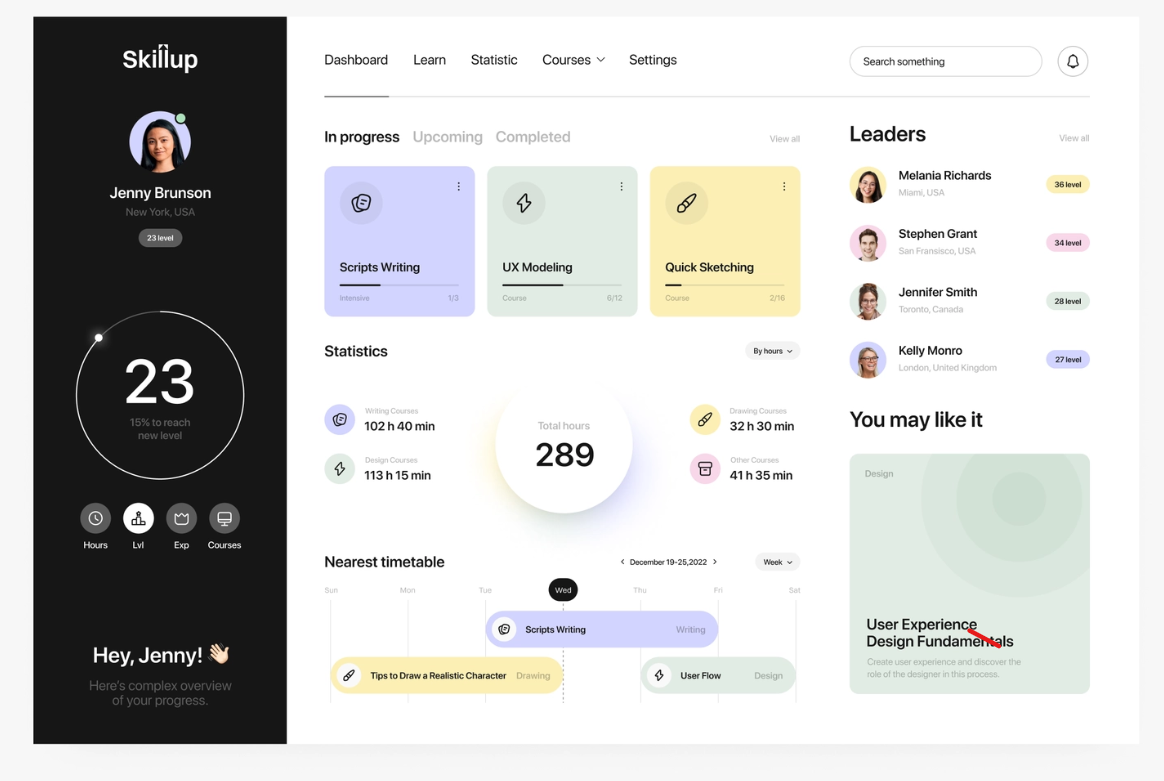 Skillup
Jenny Brunson
New York, USA
23 level
23
15% to reach
new level
Hours
Lvl
Exp
Courses
Hey, Jenny! 👋🏻
Here's complex overview
of your progress.
Dashboard
Learn
Statistic
Courses
Settings
Search something
In progress
Upcoming
Completed
View all
Scripts Writing
Intensive
1/3
UX Modeling
Course
6/12
Quick Sketching
Course
2/16
Statistics
By hours
Writing Courses
102 h 40 min
Design Courses
113 h 15 min
Total hours
289
Drawing Courses
32 h 30 min
Other Courses
41 h 35 min
Nearest timetable
December 19-25,2022
Week
Sun
Mon
Tue
Wed
Thu
Fri
Sat
Scripts Writing
Writing
Tips to Draw a Realistic Character
Drawing
User Flow
Design
Leaders
View all
Melania Richards
Miami, USA
36 level
Stephen Grant
San Fransisco, USA
34 level
Jennifer Smith
Toronto, Canada
28 level
Kelly Monro
London, United Kingdom
27 level
You may like it
Design
User Experience
Design Fundamentals
Create user experience and discover the
role of the designer in this process.